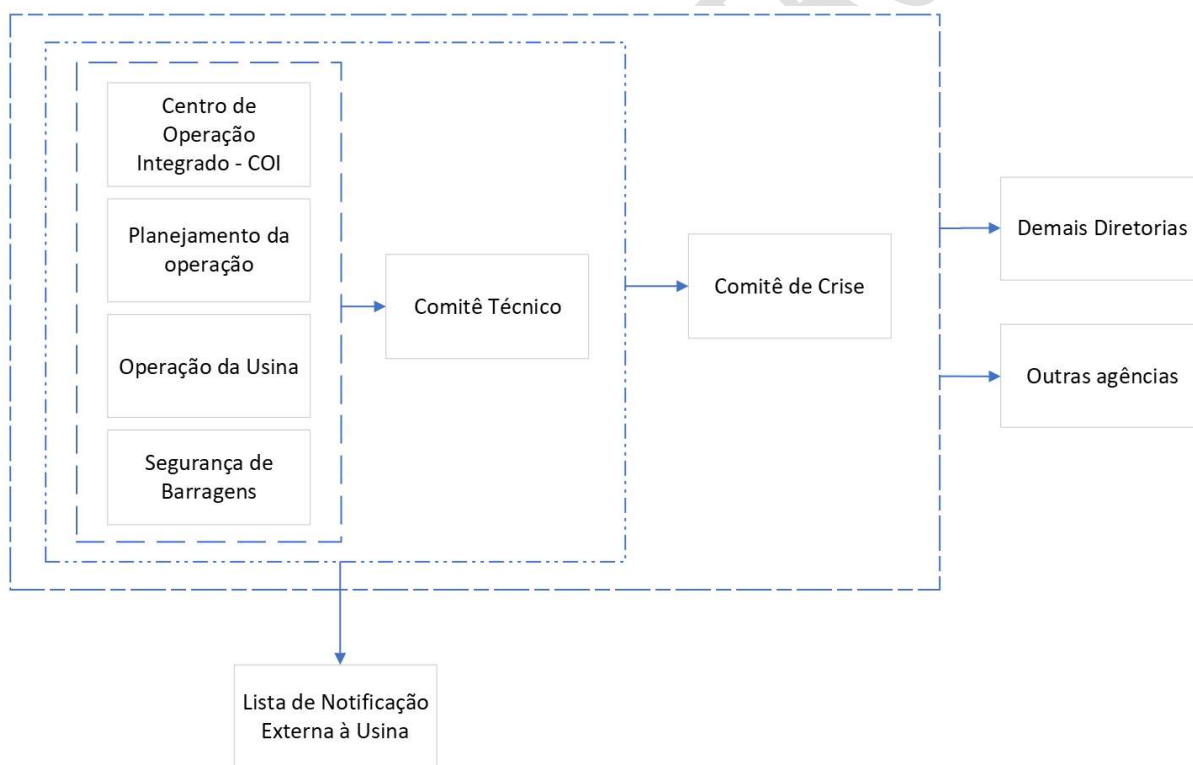 Centro de
Operação
Integrado - COI
Planejamento da
operação
Operação da Usina
Segurança de
Barragens
Comitê Técnico
Comitê de Crise
Demais Diretorias
Outras agências
Lista de Notificação
Externa à Usina